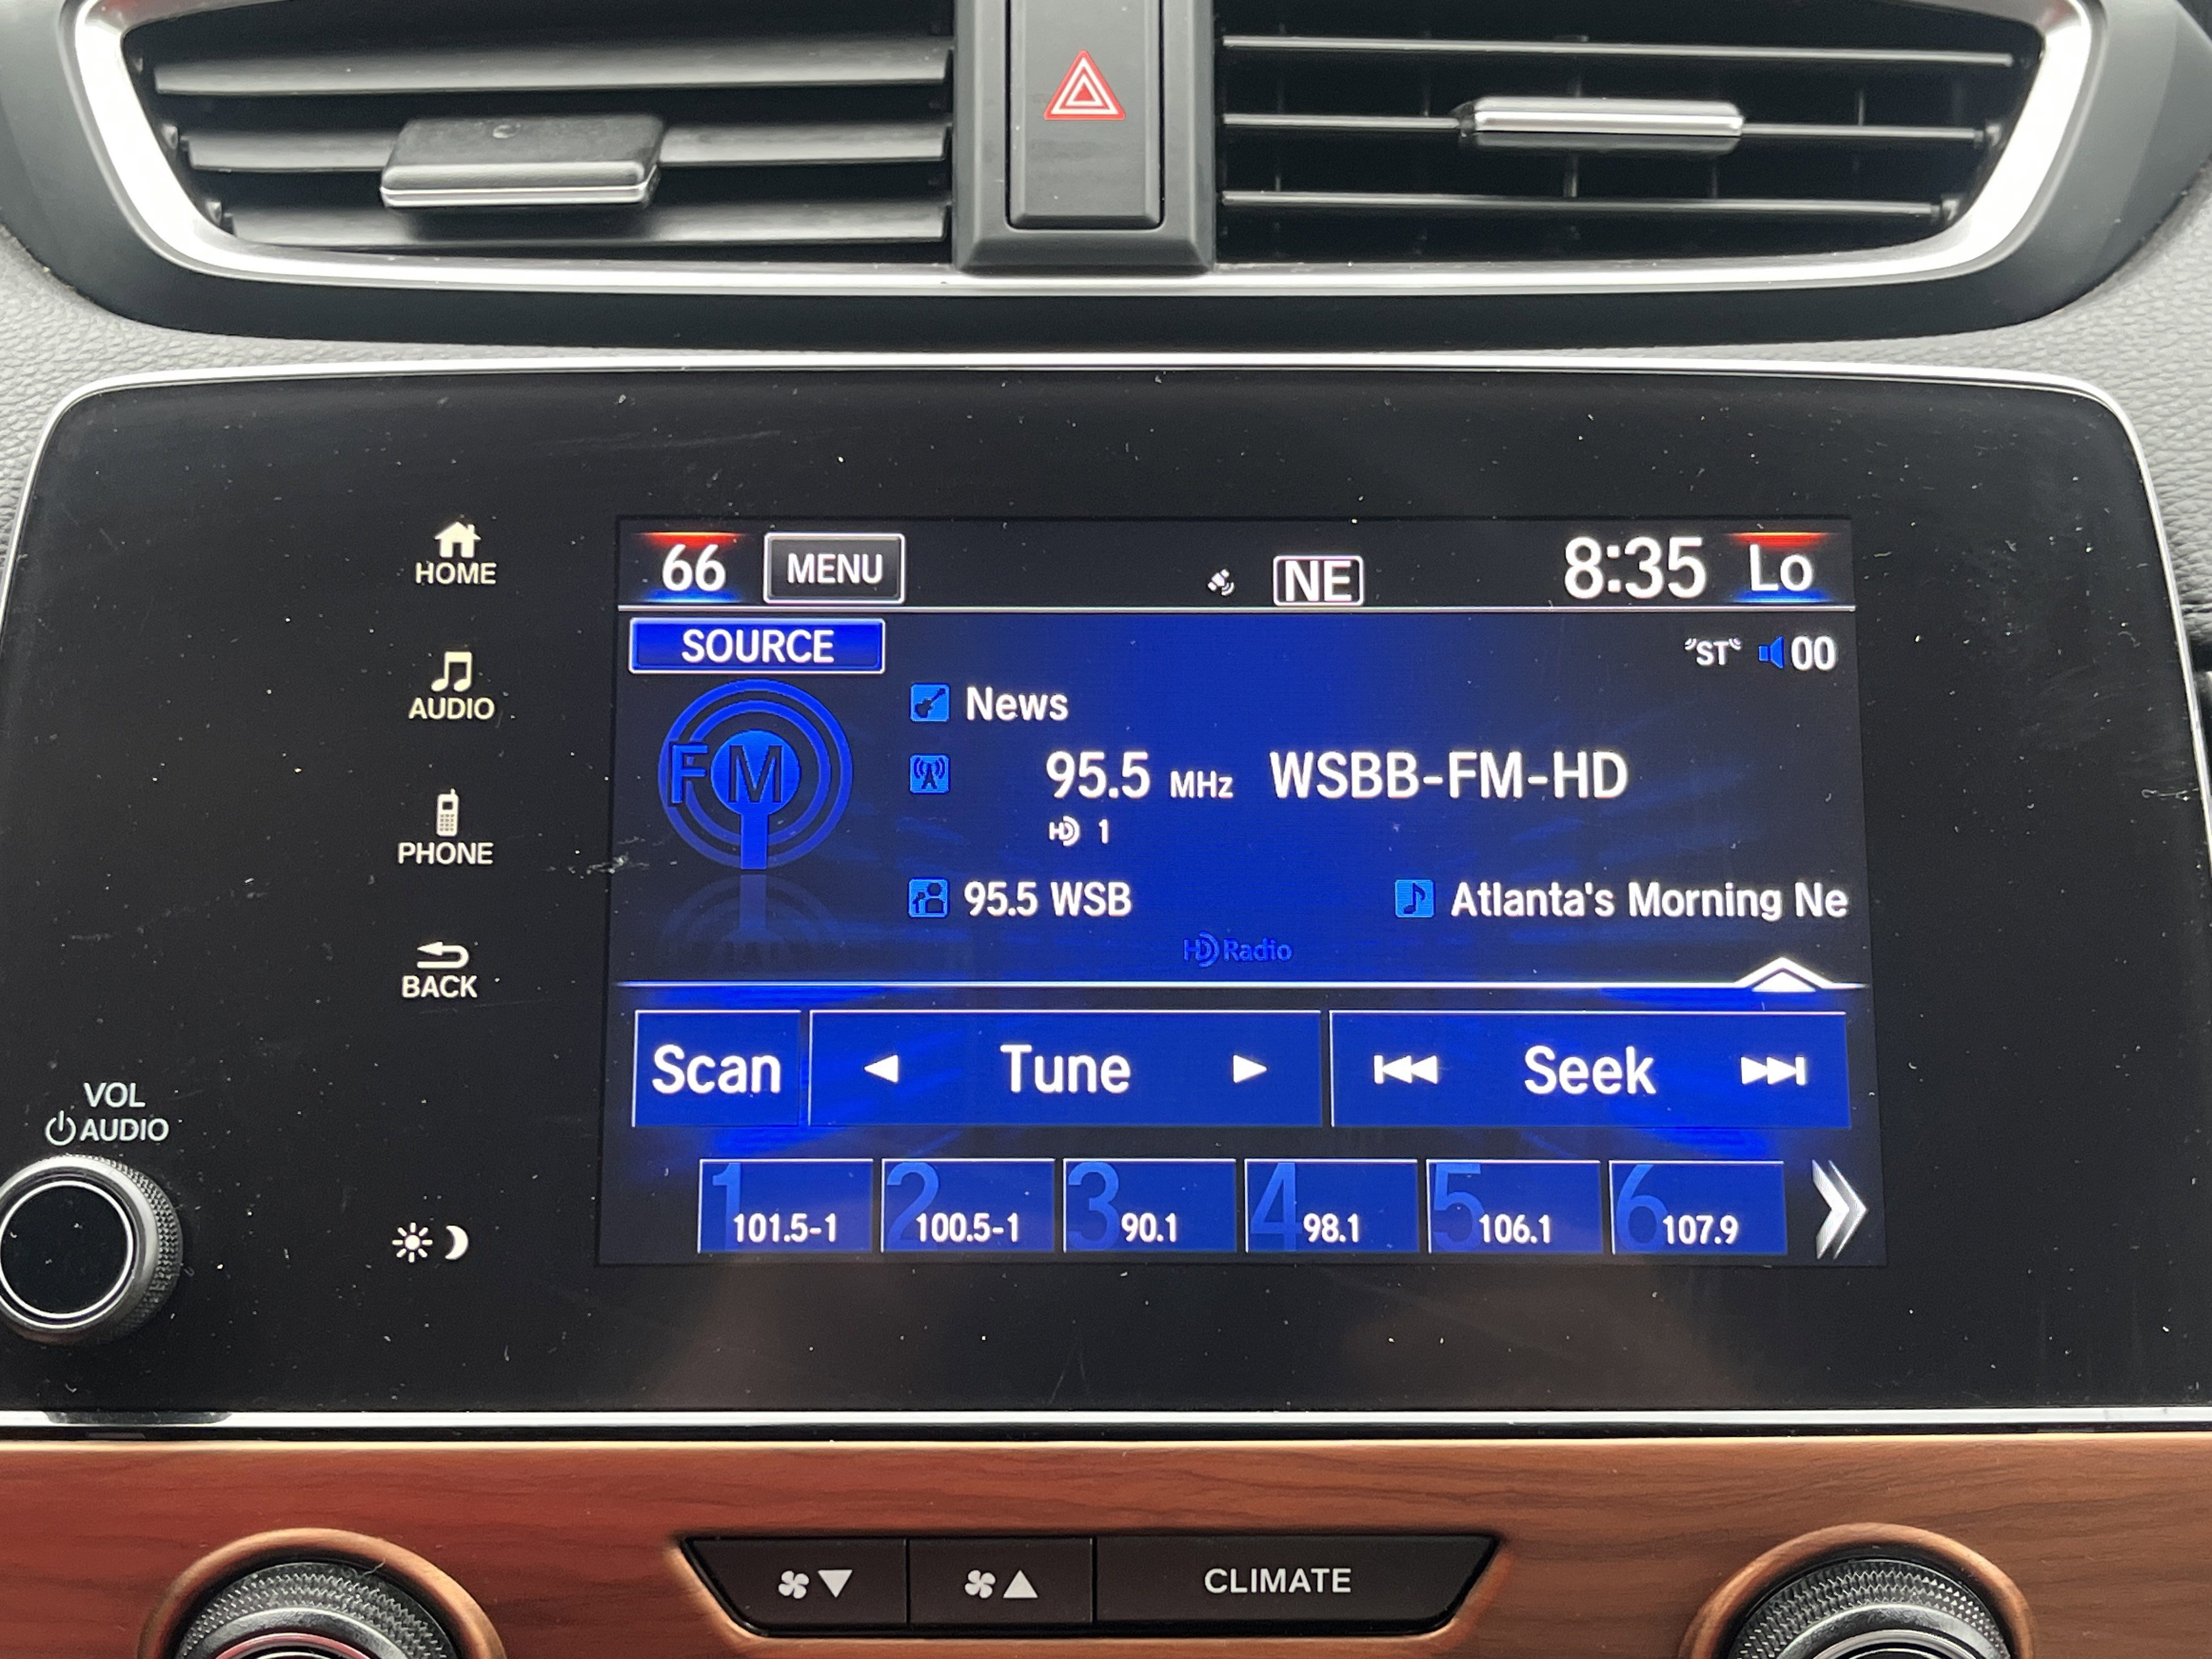 HOME
AUDIO
PHONE
BACK
VOL
AUDIO
66 MENU NE 8:35 Lo
SOURCE "ST" 00
FM
News
95.5 MHz WSBB-FM-HD
HD 1
95.5 WSB Atlanta's Morning Ne
HD Radio
Scan Tune Seek
1 101.5-1 2 100.5-1 3 90.1 4 98.1 5 106.1 6 107.9
CLIMATE